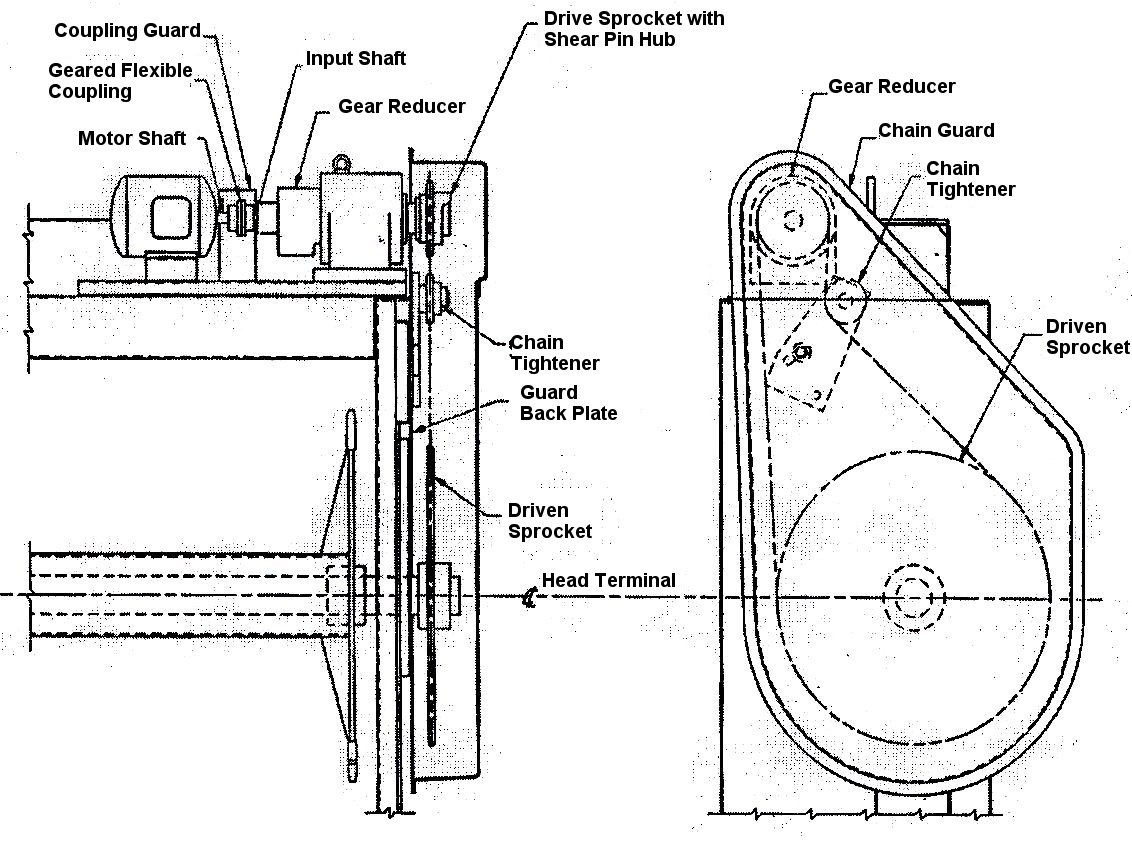 Coupling Guard
Geared Flexible
Coupling
Motor Shaft
Input Shaft
Gear Reducer
Drive Sprocket with
Shear Pin Hub
Chain
Tightener
Guard
Back Plate
Driven
Sprocket
Head Terminal
Gear Reducer
Chain Guard
Chain
Tightener
Driven
Sprocket